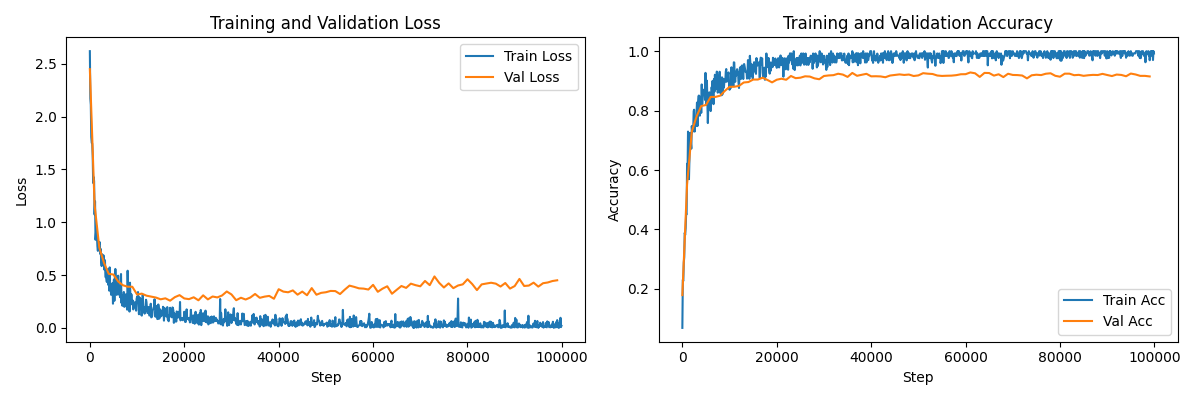 Training and Validation Loss
2.5
2.0
1.5
1.0
0.5
0.0
Loss
0 20000 40000 60000 80000 100000
Step
Train Loss
Val Loss
Training and Validation Accuracy
1.0
0.8
0.6
0.4
0.2
Accuracy
0 20000 40000 60000 80000 100000
Step
Train Acc
Val Acc